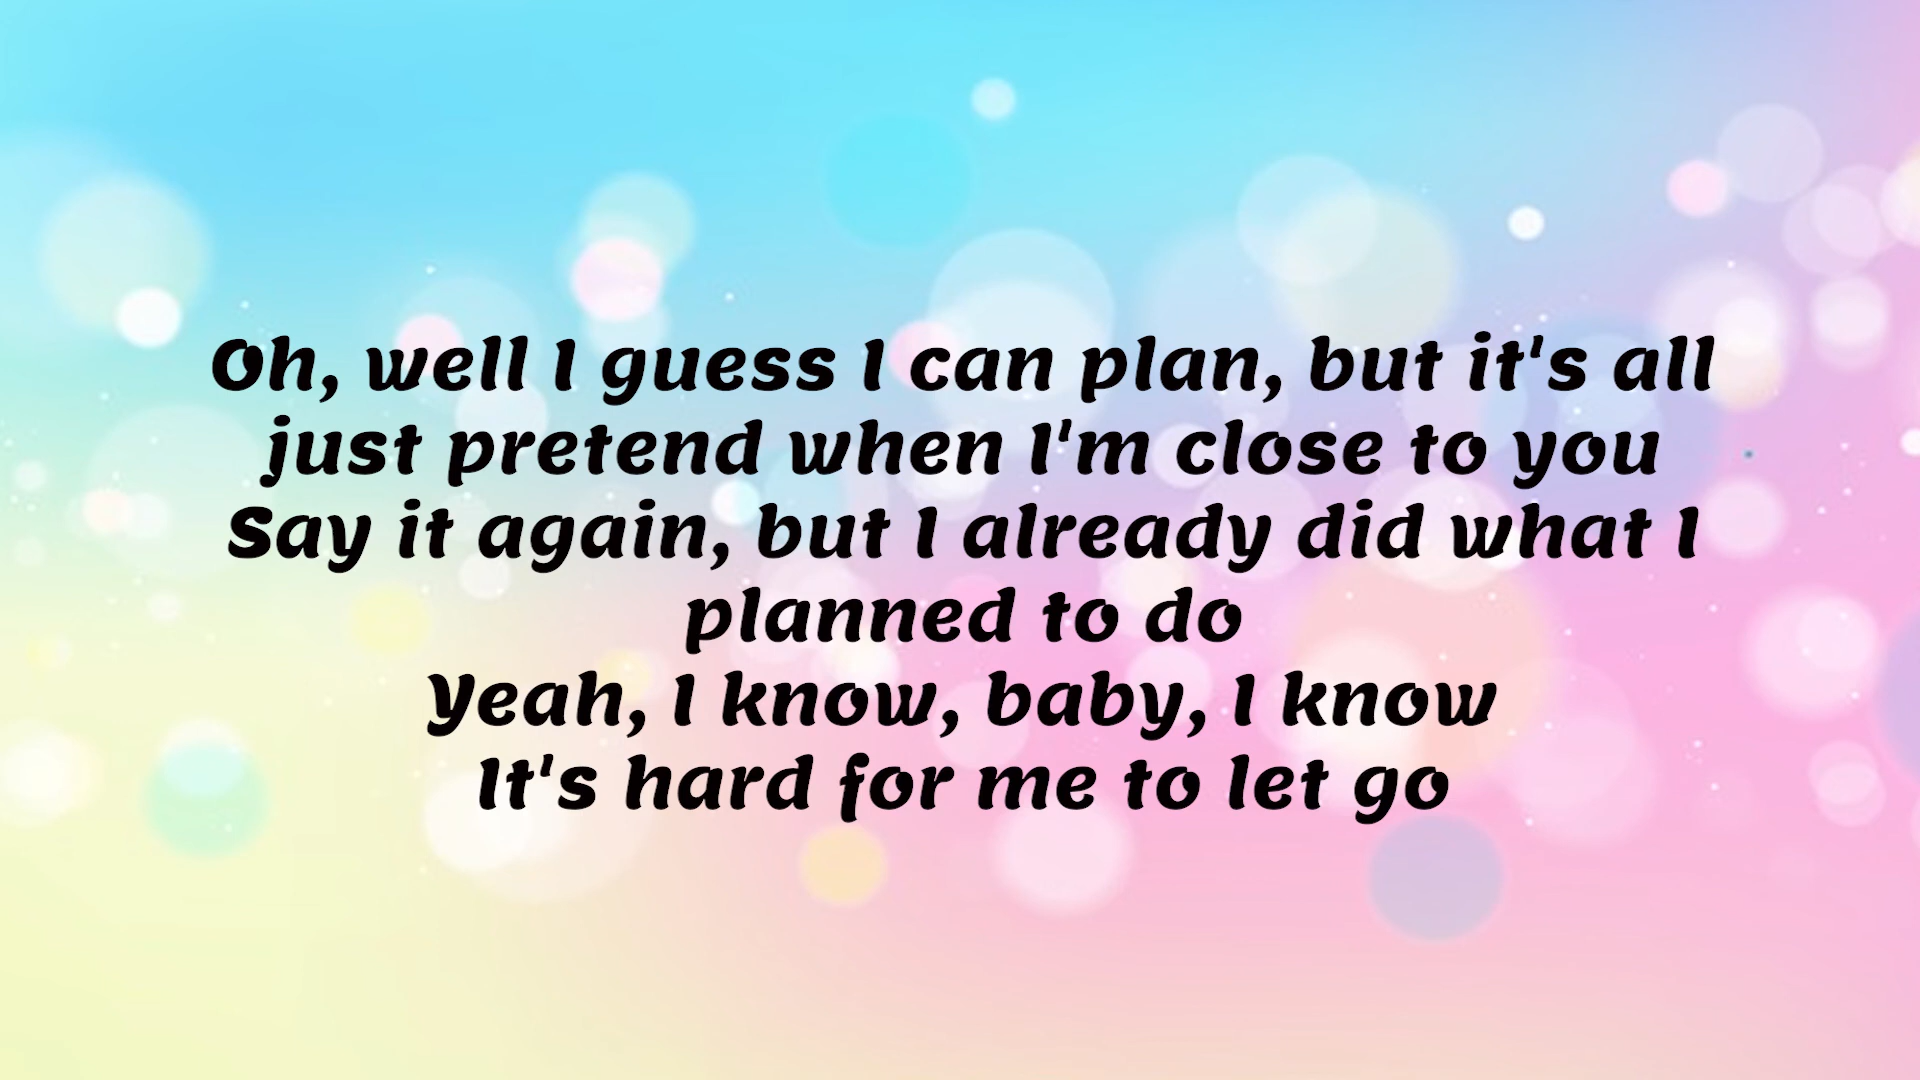 Oh, well I guess I can plan, but it's all
just pretend when I'm close to you
Say it again, but I already did what I
planned to do
Yeah, I know, baby, I know
It's hard for me to let go